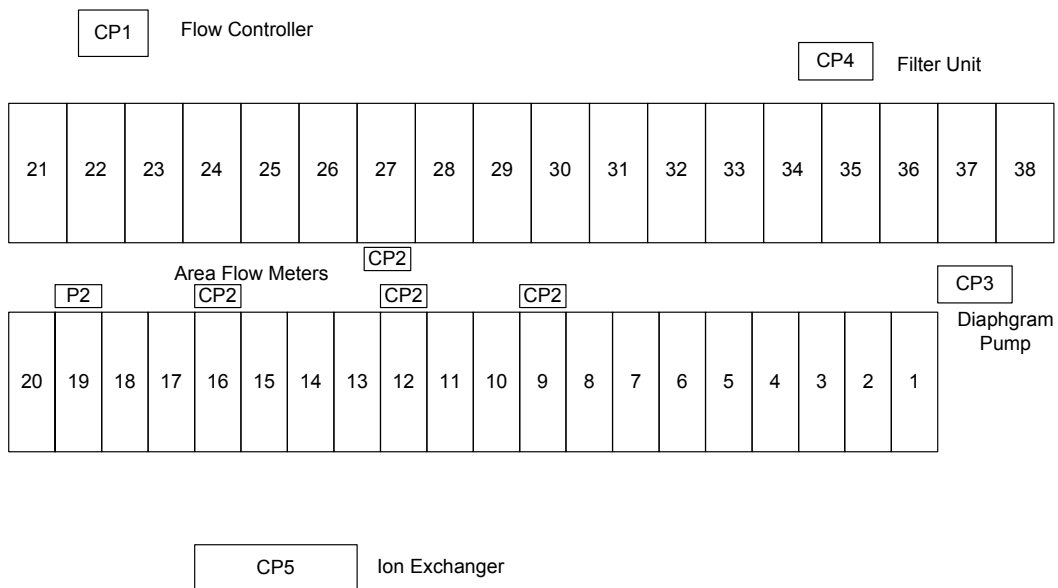 CP1 Flow Controller
CP4 Filter Unit
21 22 23 24 25 26 27 28 29 30 31 32 33 34 35 36 37 38
CP2
Area Flow Meters
P2 CP2 CP2 CP2
CP3
Diaphgram
Pump
20 19 18 17 16 15 14 13 12 11 10 9 8 7 6 5 4 3 2 1
CP5 Ion Exchanger